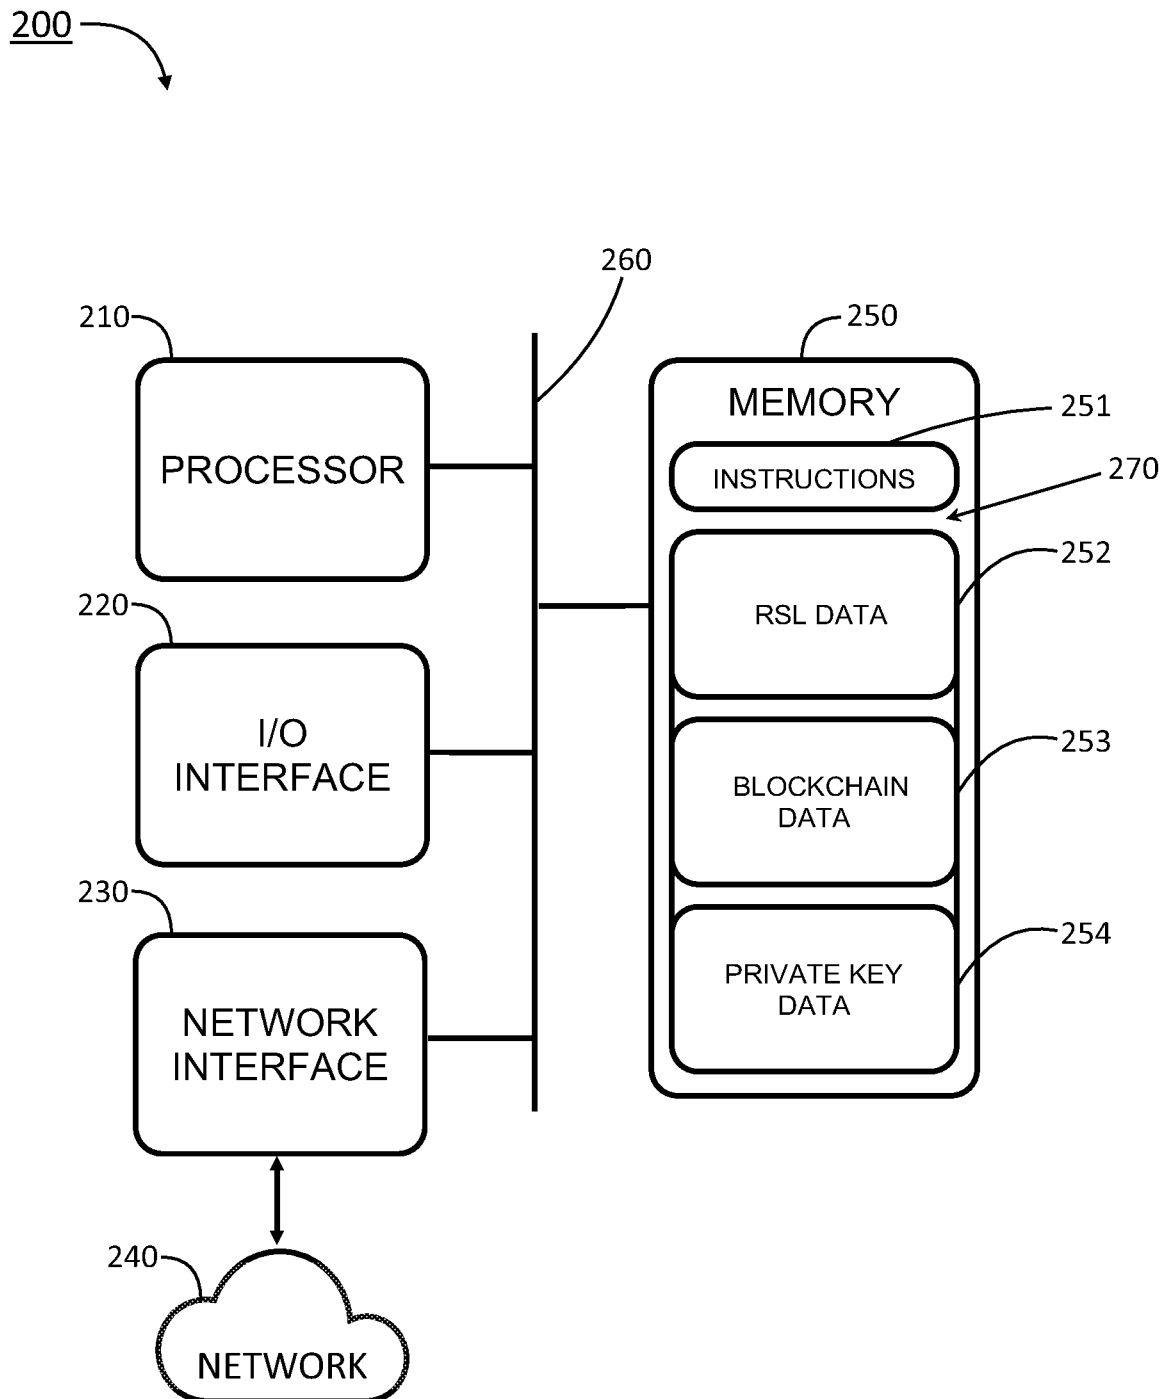 200
260
210
250
MEMORY
251
PROCESSOR
INSTRUCTIONS
270
252
220
RSL DATA
I/O
INTERFACE
253
BLOCKCHAIN
DATA
230
254
PRIVATE KEY
DATA
NETWORK
INTERFACE
240
NETWORK